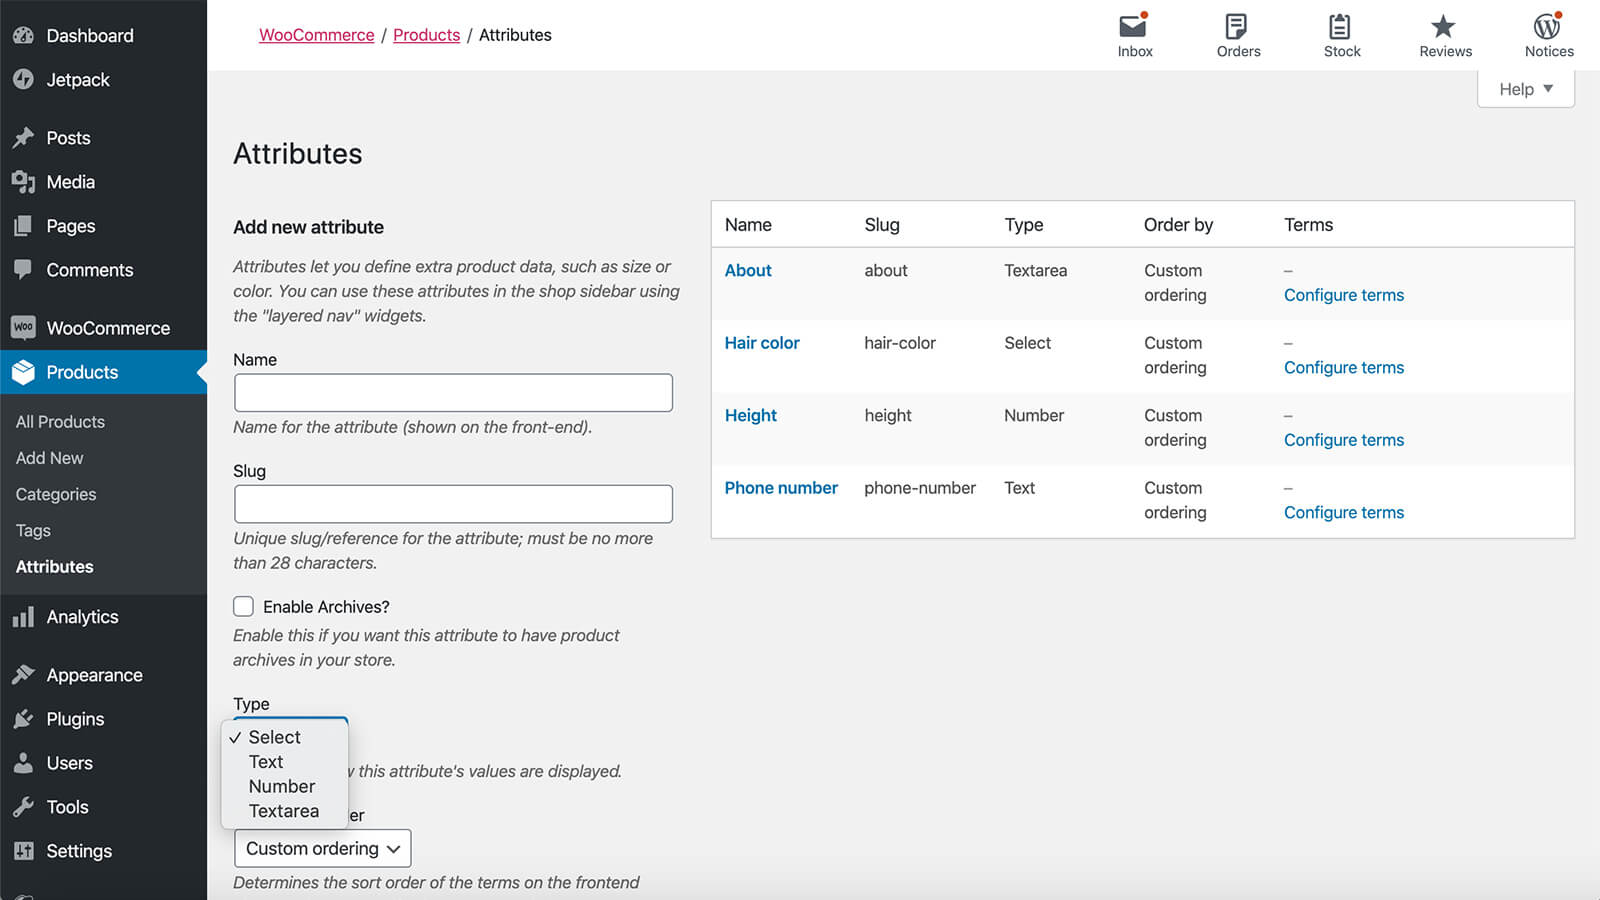 Dashboard
Jetpack
Posts
Media
Pages
Comments
WOO WooCommerce
Products
All Products
Add New
Categories
Tags
Attributes
Analytics
Appearance
Plugins
Users
Tools
Settings
WooCommerce / Products / Attributes
Inbox Orders Stock Reviews Notices
Help
Attributes
Add new attribute
Attributes let you define extra product data, such as size or
color. You can use these attributes in the shop sidebar using
the "layered nav" widgets.
Name
Name for the attribute (shown on the front-end).
Slug
Unique slug/reference for the attribute; must be no more
than 28 characters.
Enable Archives?
Enable this if you want this attribute to have product
archives in your store.
Type
Select
Text
Number
Textarea
this attribute's values are displayed.
Custom ordering
Determines the sort order of the terms on the frontend
Name Slug Type Order by Terms
About about Textarea Custom –
ordering Configure terms
Hair color hair-color Select Custom –
ordering Configure terms
Height height Number Custom –
ordering Configure terms
Phone number phone-number Text Custom –
ordering Configure terms